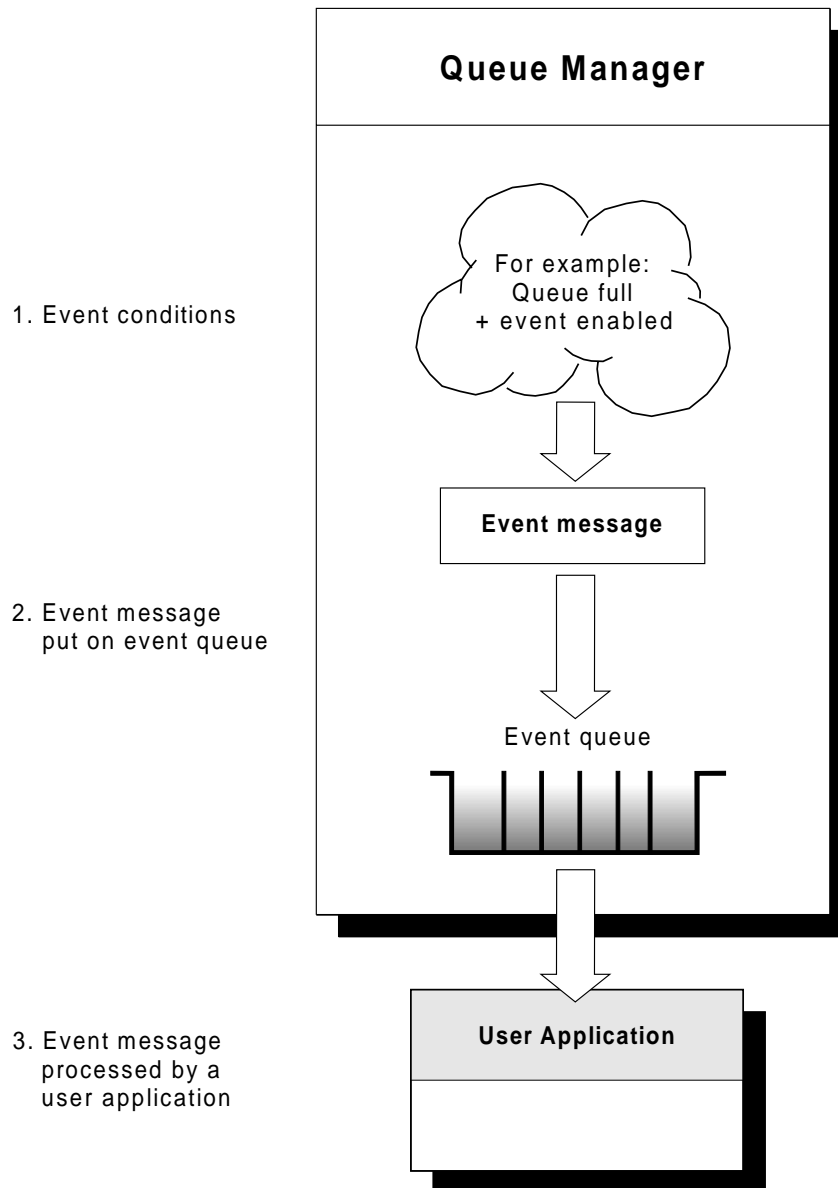 Queue Manager
1. Event conditions
For example:
Queue full
+ event enabled
Event message
2. Event message
put on event queue
Event queue
3. Event message
processed by a
user application
User Application